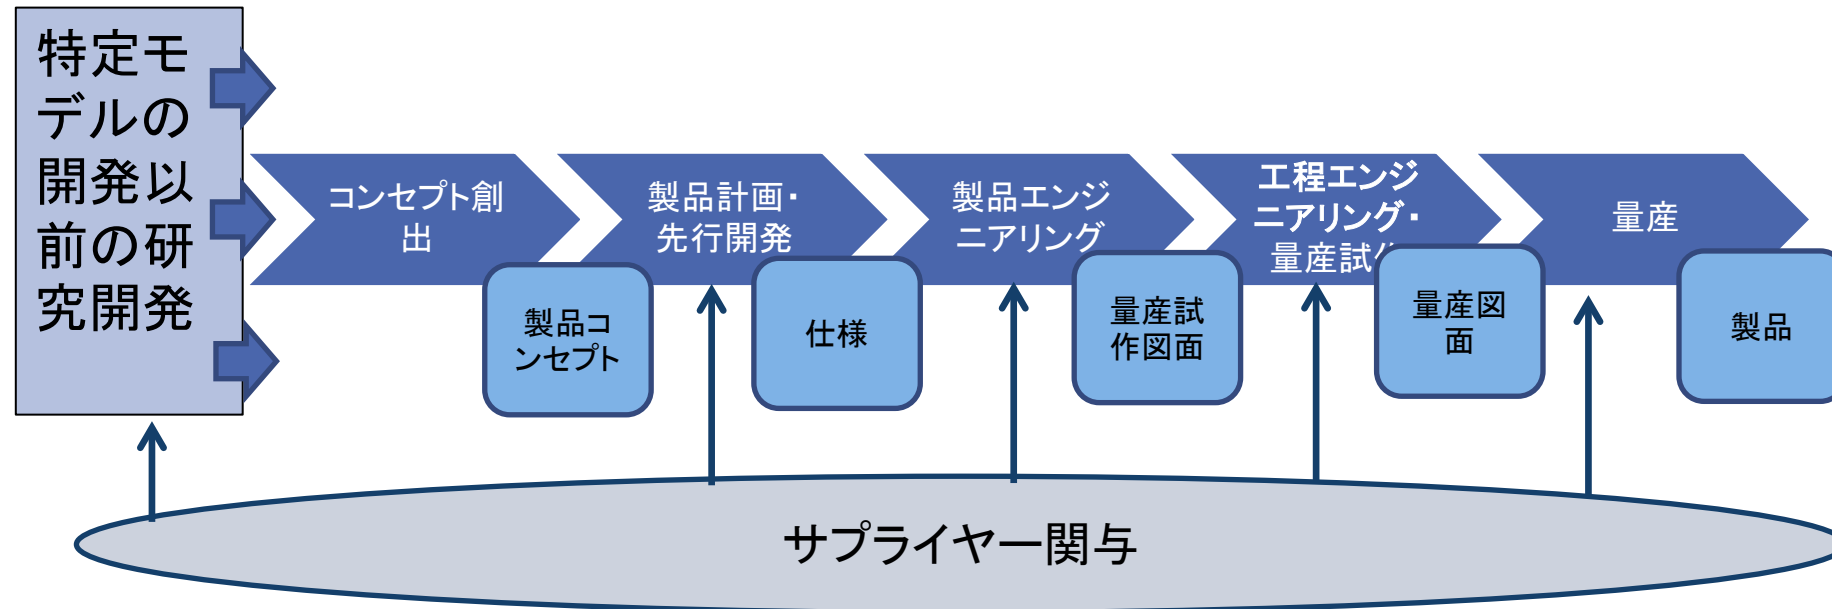 特定モ
デルの
開発以
前の研
究開発
コンセプト創
出
製品計画・
先行開発
製品エンジ
ニアリング
工程エンジ
ニアリング・
量産試作
量産
製品コ
ンセプト
仕様
量産試
作図面
量産図
面
製品
サプライヤー関与